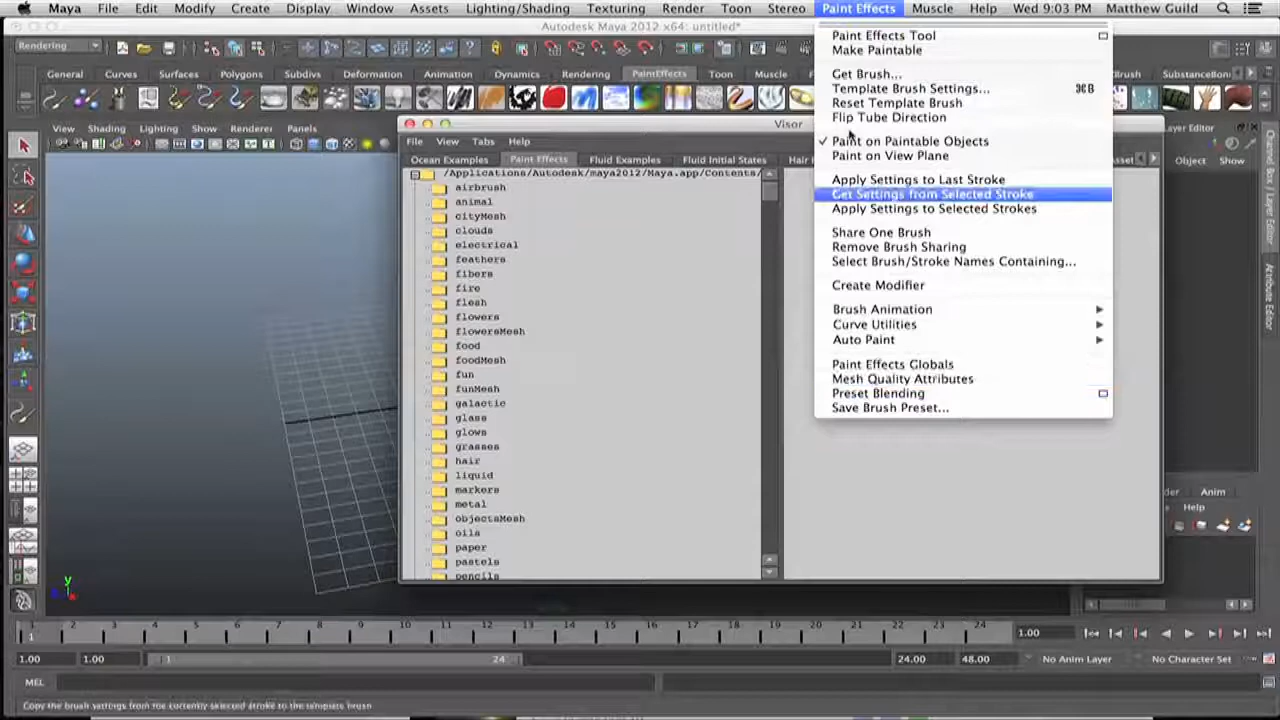 Maya File Edit Modify Create Display Window Assets Lighting/Shading Texturing Render Toon Stereo Paint Effects Muscle Help Wed 9:03 PM Matthew Guild
Autodesk Maya 2012 x64: untitled*
Rendering
General Curves Surfaces Polygons Subdivs Deformation Animation Dynamics Rendering PaintEffects Toon Muscle
View Shading Lighting Show Renderer Panels
Visor
File View Tabs Help
Ocean Examples Paint Effects Fluid Examples Fluid Initial States Hair
/Applications/Autodesk/maya2012/Maya.app/Contents/
airbrush
animal
cityMesh
clouds
electrical
feathers
fibers
fire
flesh
flowers
flowersMesh
food
foodMesh
fun
funMesh
galactic
glass
glows
grasses
hair
liquid
markers
metal
objectsMesh
oils
paper
pastels
pencils
Paint Effects Tool
Make Paintable
Get Brush...
Template Brush Settings... ⌘B
Reset Template Brush
Flip Tube Direction
✓ Paint on Paintable Objects
Paint on View Plane
Apply Settings to Last Stroke
Get Settings from Selected Stroke
Apply Settings to Selected Strokes
Share One Brush
Remove Brush Sharing
Select Brush/Stroke Names Containing...
Create Modifier
Brush Animation
Curve Utilities
Auto Paint
Paint Effects Globals
Mesh Quality Attributes
Preset Blending
Save Brush Preset...
Object Show
Channel Box / Layer Editor
Attribute Editor
Anim
Help
y
1 2 3 4 5 6 7 8 9 10 11 12 13 14 15 16 17 18 19 20 21 22 23 24
1
1.00
1.00 1.00 1 24 24.00 48.00 No Anim Layer No Character Set
MEL
Copy the brush settings from the currently selected stroke to the template brush